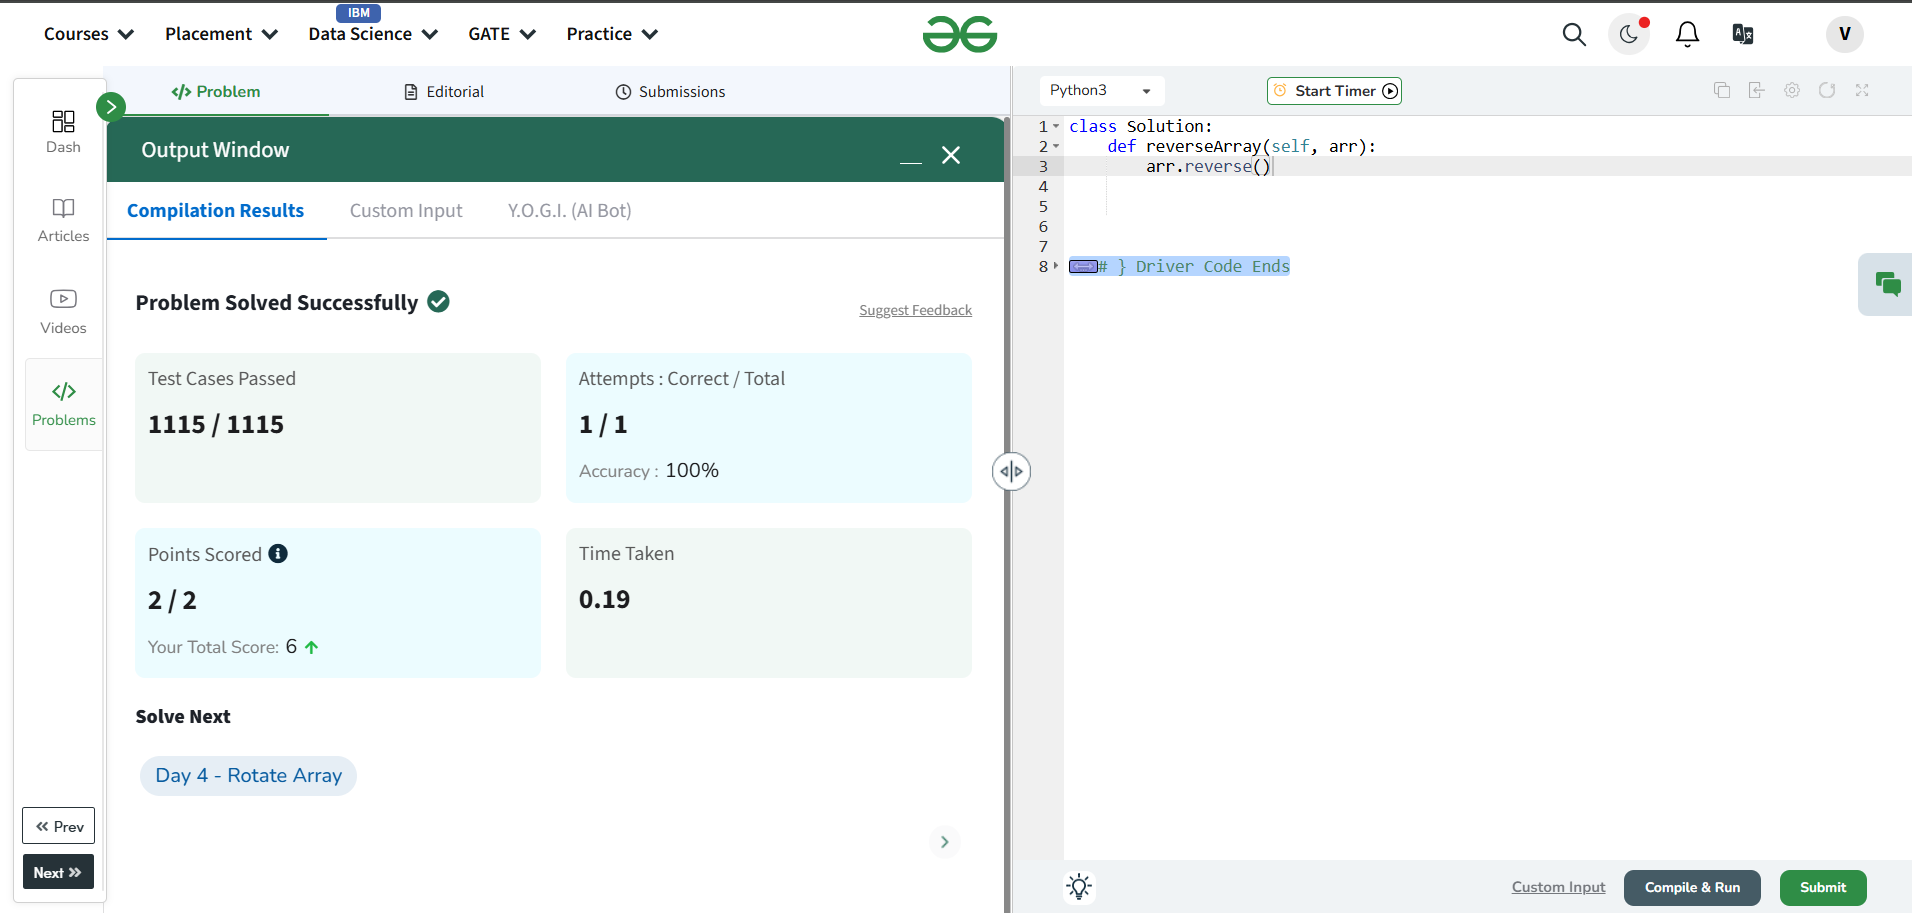 IBM
Courses Placement Data Science GATE Practice
V
Dash
Articles
Videos
Problems
Prev
Next
Problem Editorial Submissions
Output Window
Compilation Results Custom Input Y.O.G.I. (AI Bot)
Problem Solved Successfully
Suggest Feedback
Test Cases Passed
1115 / 1115
Attempts : Correct / Total
1 / 1
Accuracy : 100%
Points Scored
2 / 2
Your Total Score: 6
Time Taken
0.19
Solve Next
Day 4 - Rotate Array
Python3 Start Timer
1 class Solution:
2 def reverseArray(self, arr):
3 arr.reverse()
4
5
6
7
8 # } Driver Code Ends
Custom Input Compile & Run Submit